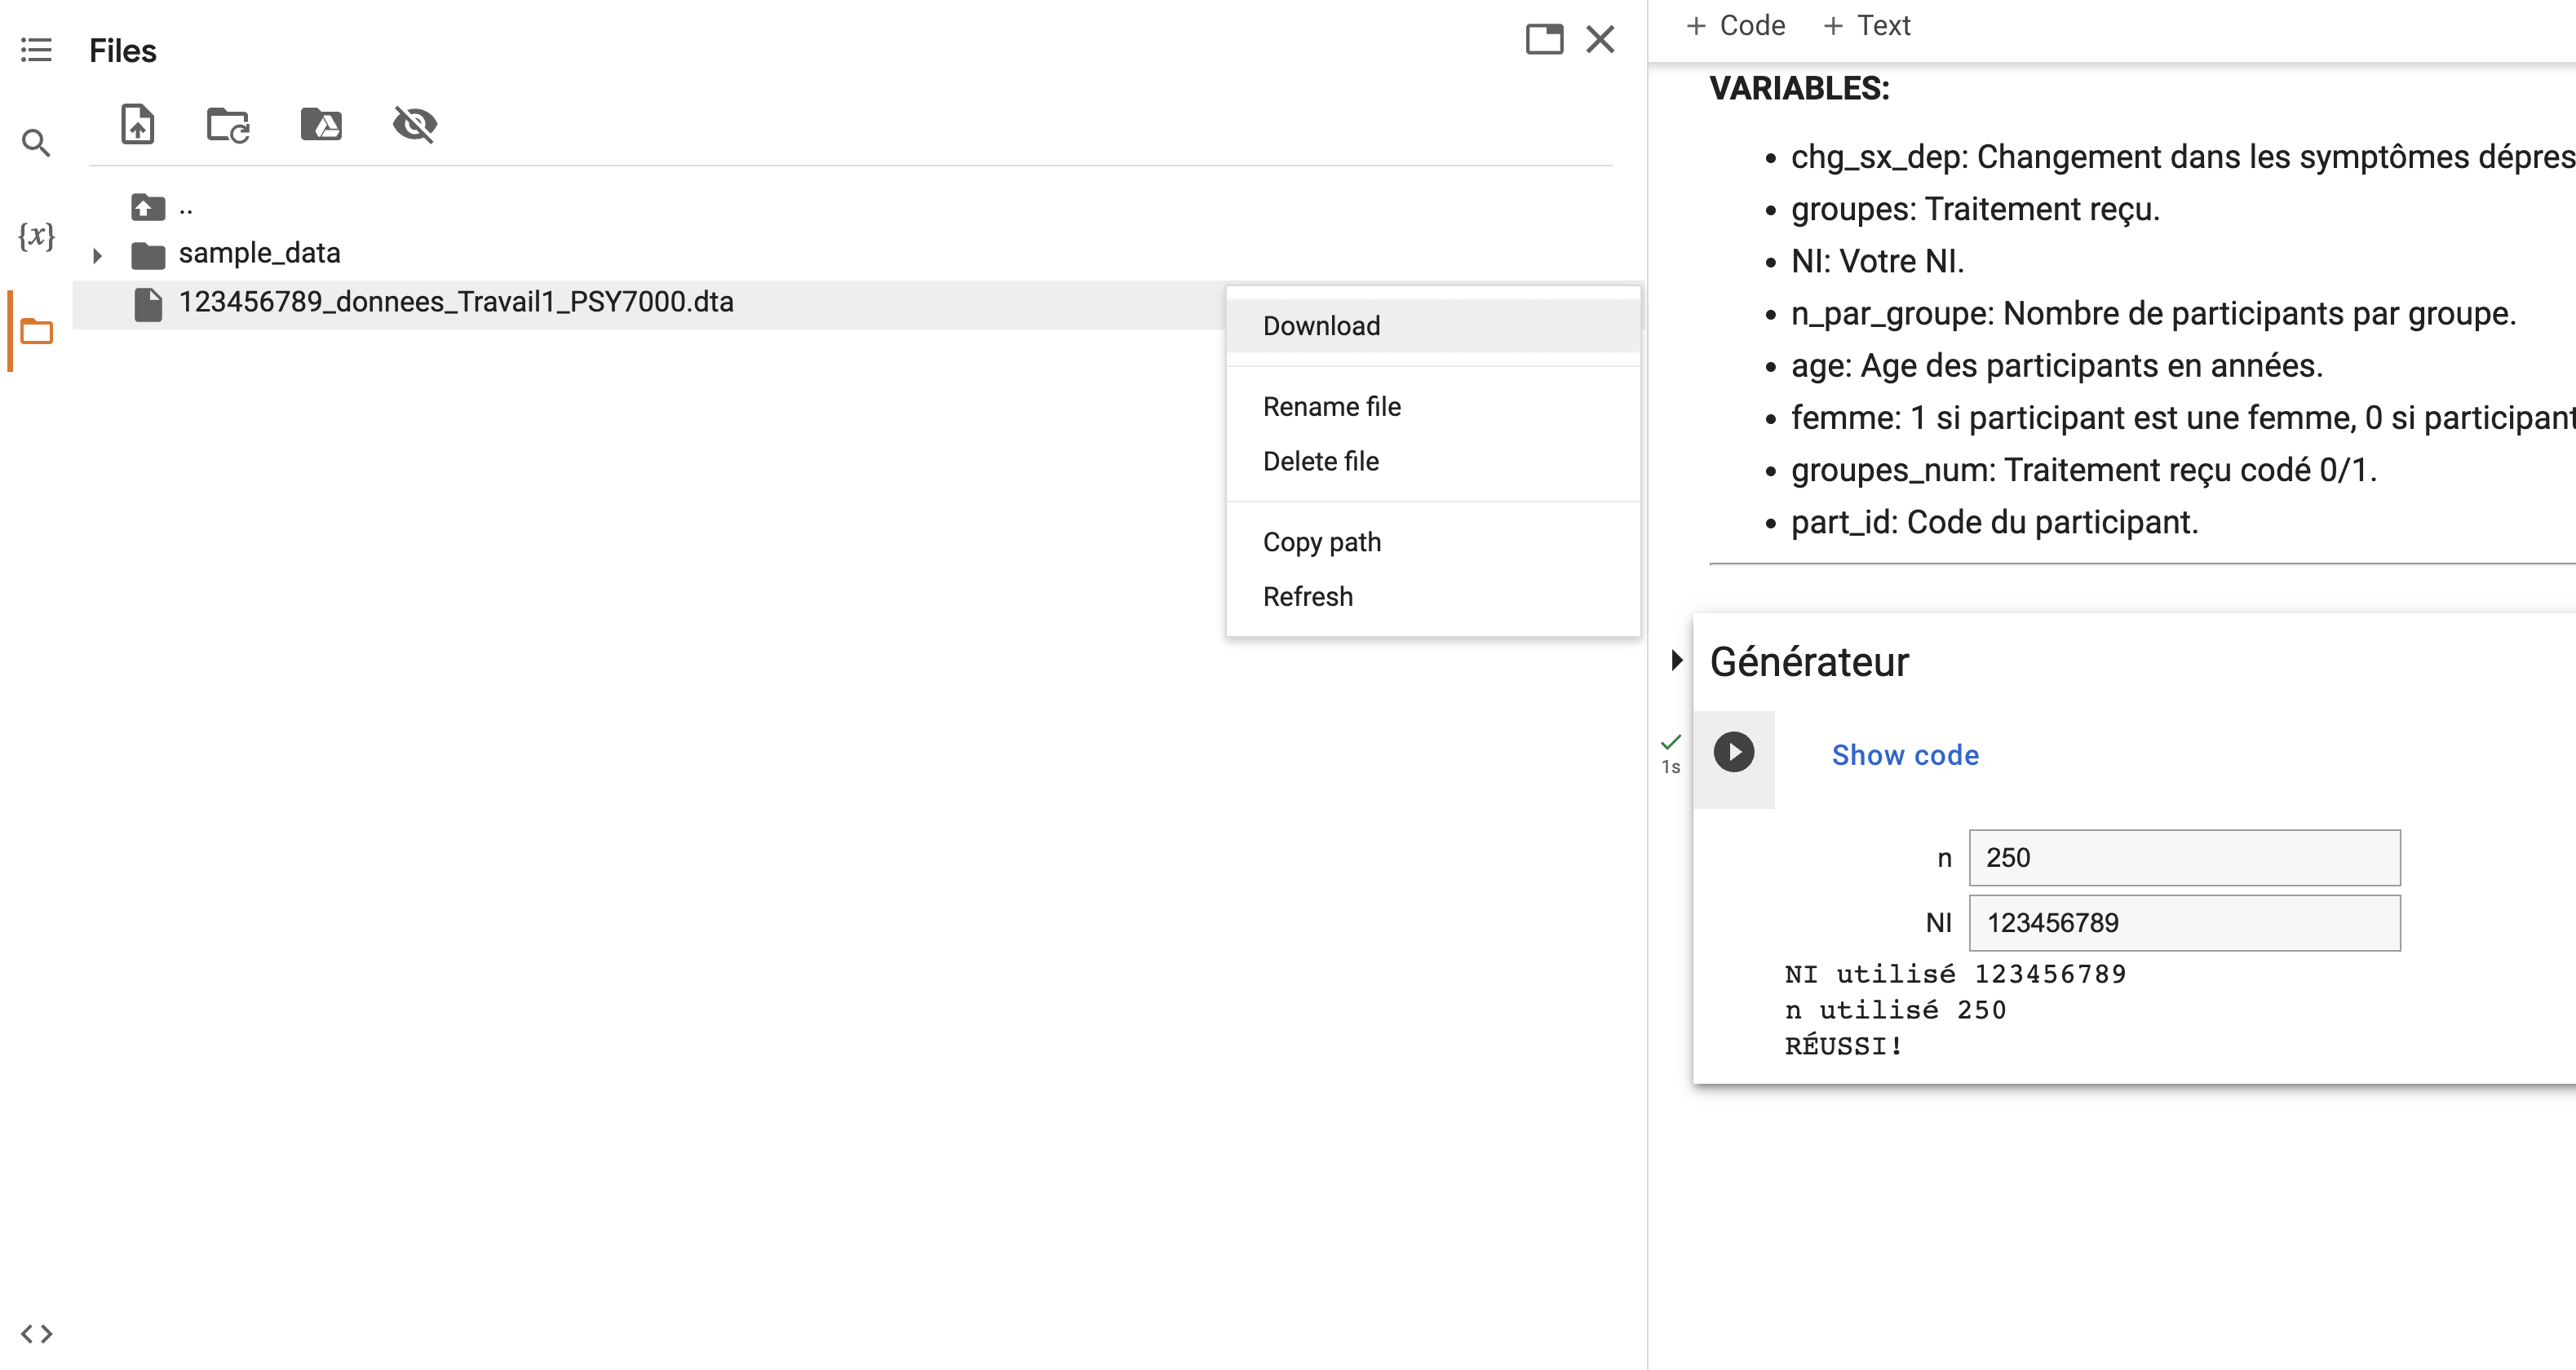 Files
..
sample_data
123456789_donnees_Travail1_PSY7000.dta
Download
Rename file
Delete file
Copy path
Refresh
{x}
+ Code + Text
VARIABLES:
• chg_sx_dep: Changement dans les symptômes dépres
• groupes: Traitement reçu.
• NI: Votre NI.
• n_par_groupe: Nombre de participants par groupe.
• age: Age des participants en années.
• femme: 1 si participant est une femme, 0 si participant
• groupes_num: Traitement reçu codé 0/1.
• part_id: Code du participant.
Générateur
1s
Show code
n 250
NI 123456789
NI utilisé 123456789
n utilisé 250
RÉUSSI!